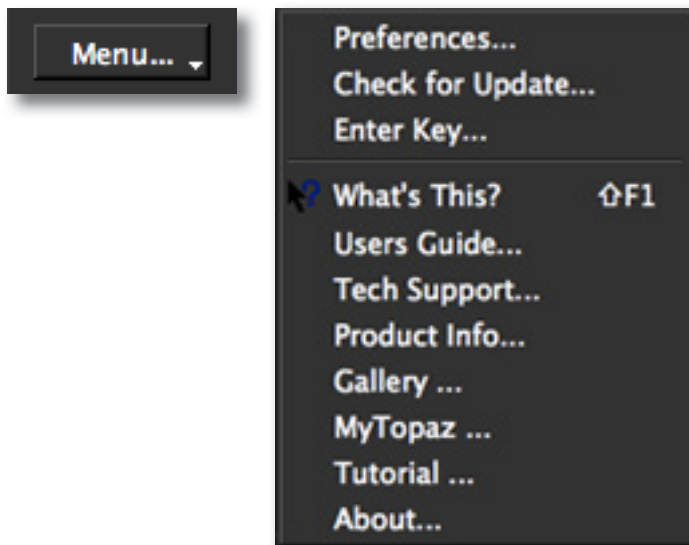 Menu...
Preferences...
Check for Update...
Enter Key...
What's This? ⇧F1
Users Guide...
Tech Support...
Product Info...
Gallery ...
MyTopaz ...
Tutorial ...
About...